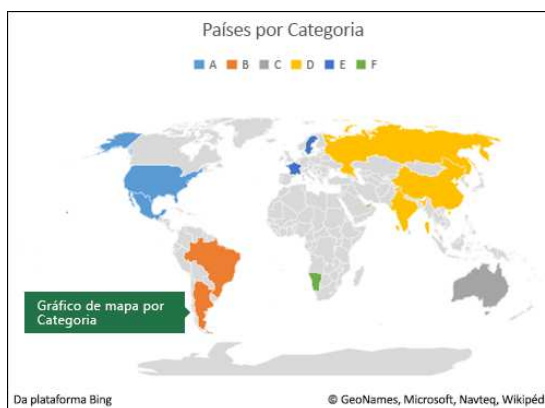 Países por Categoria
A B C D E F
Gráfico de mapa por
Categoria
Da plataforma Bing
© GeoNames, Microsoft, Navteq, Wikipéd